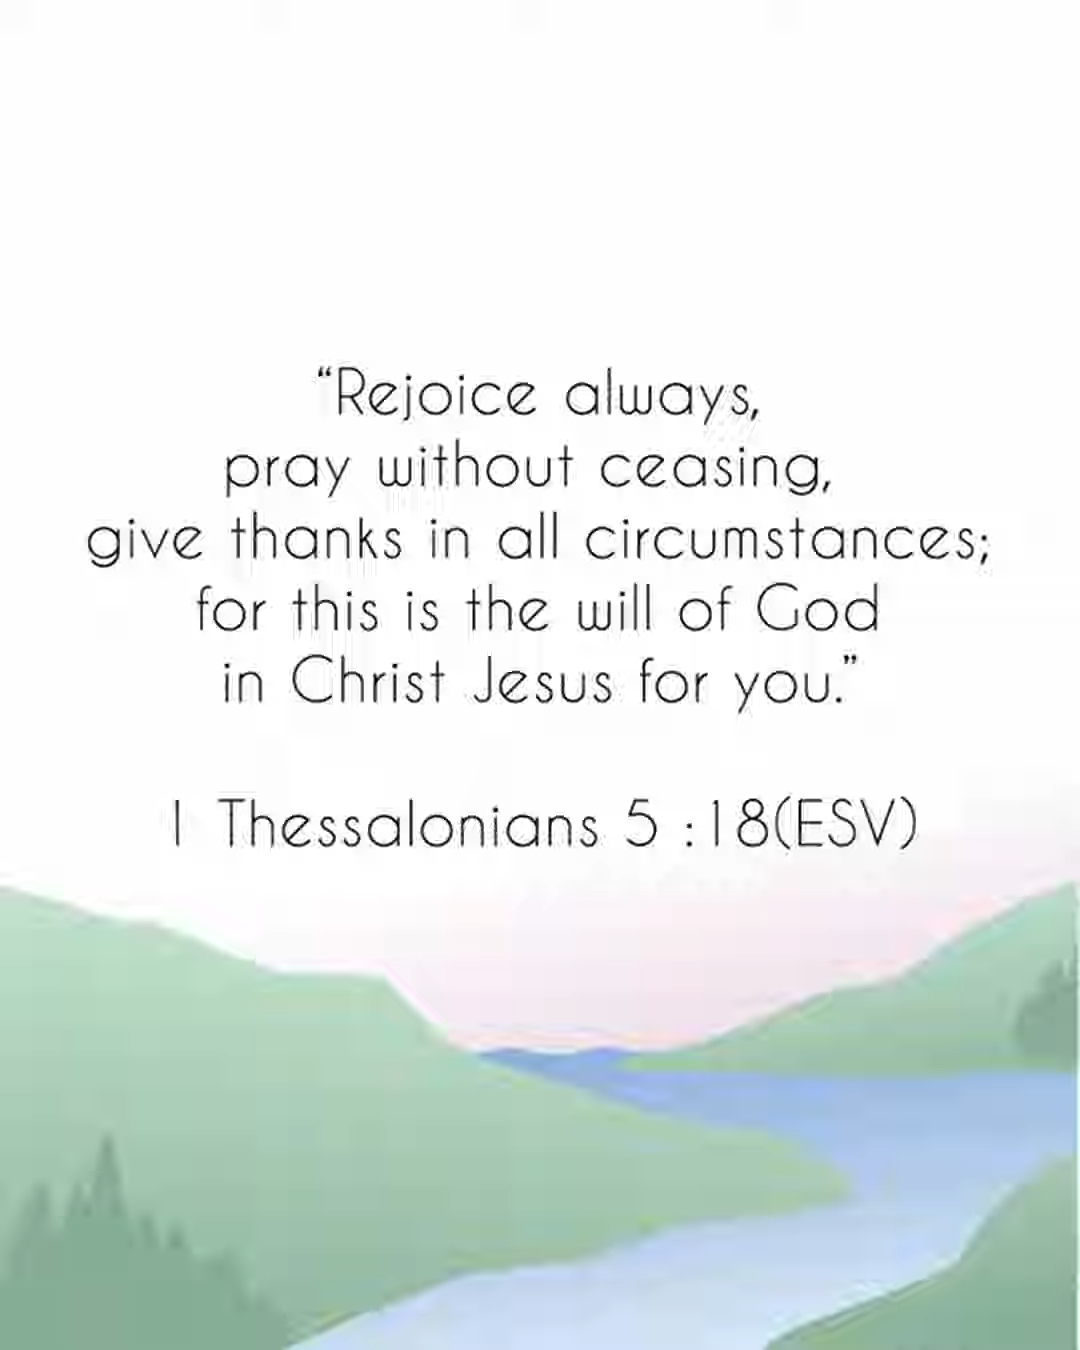 “Rejoice always,
pray without ceasing,
give thanks in all circumstances;
for this is the will of God
in Christ Jesus for you.”
1 Thessalonians 5 :18(ESV)